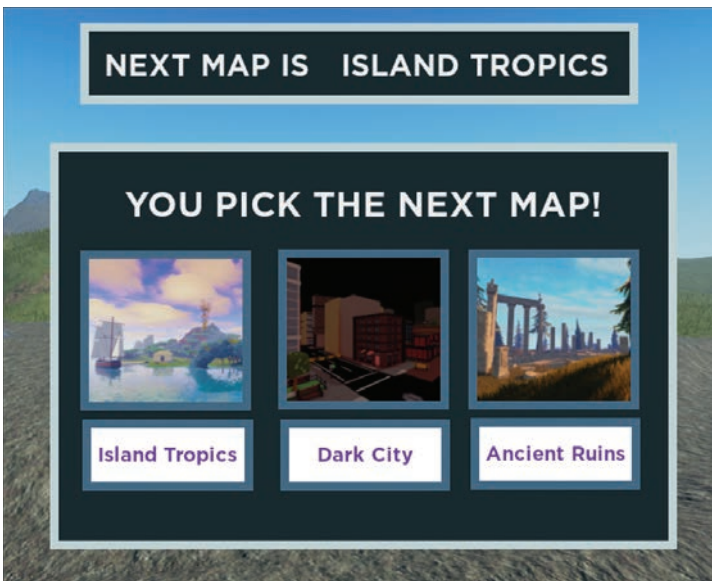 NEXT MAP IS ISLAND TROPICS
YOU PICK THE NEXT MAP!
Island Tropics
Dark City
Ancient Ruins